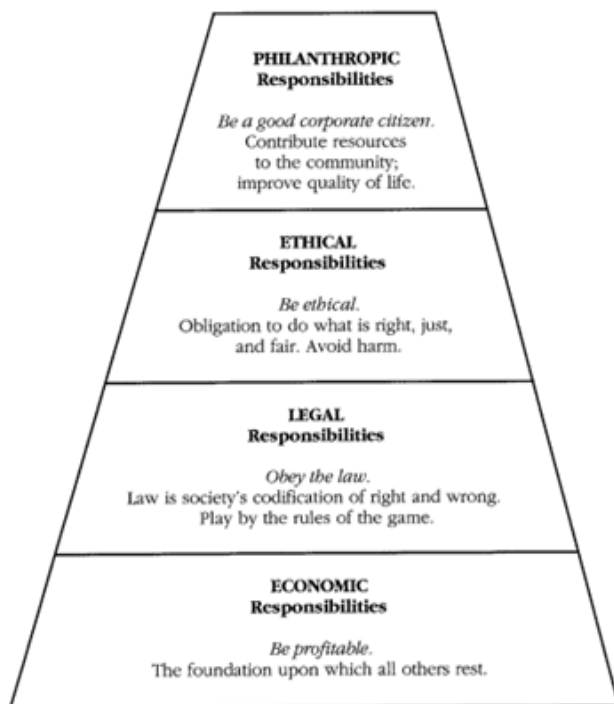 PHILANTHROPIC
Responsibilities
Be a good corporate citizen.
Contribute resources
to the community;
improve quality of life.
ETHICAL
Responsibilities
Be ethical.
Obligation to do what is right, just,
and fair. Avoid harm.
LEGAL
Responsibilities
Obey the law.
Law is society's codification of right and wrong.
Play by the rules of the game.
ECONOMIC
Responsibilities
Be profitable.
The foundation upon which all others rest.